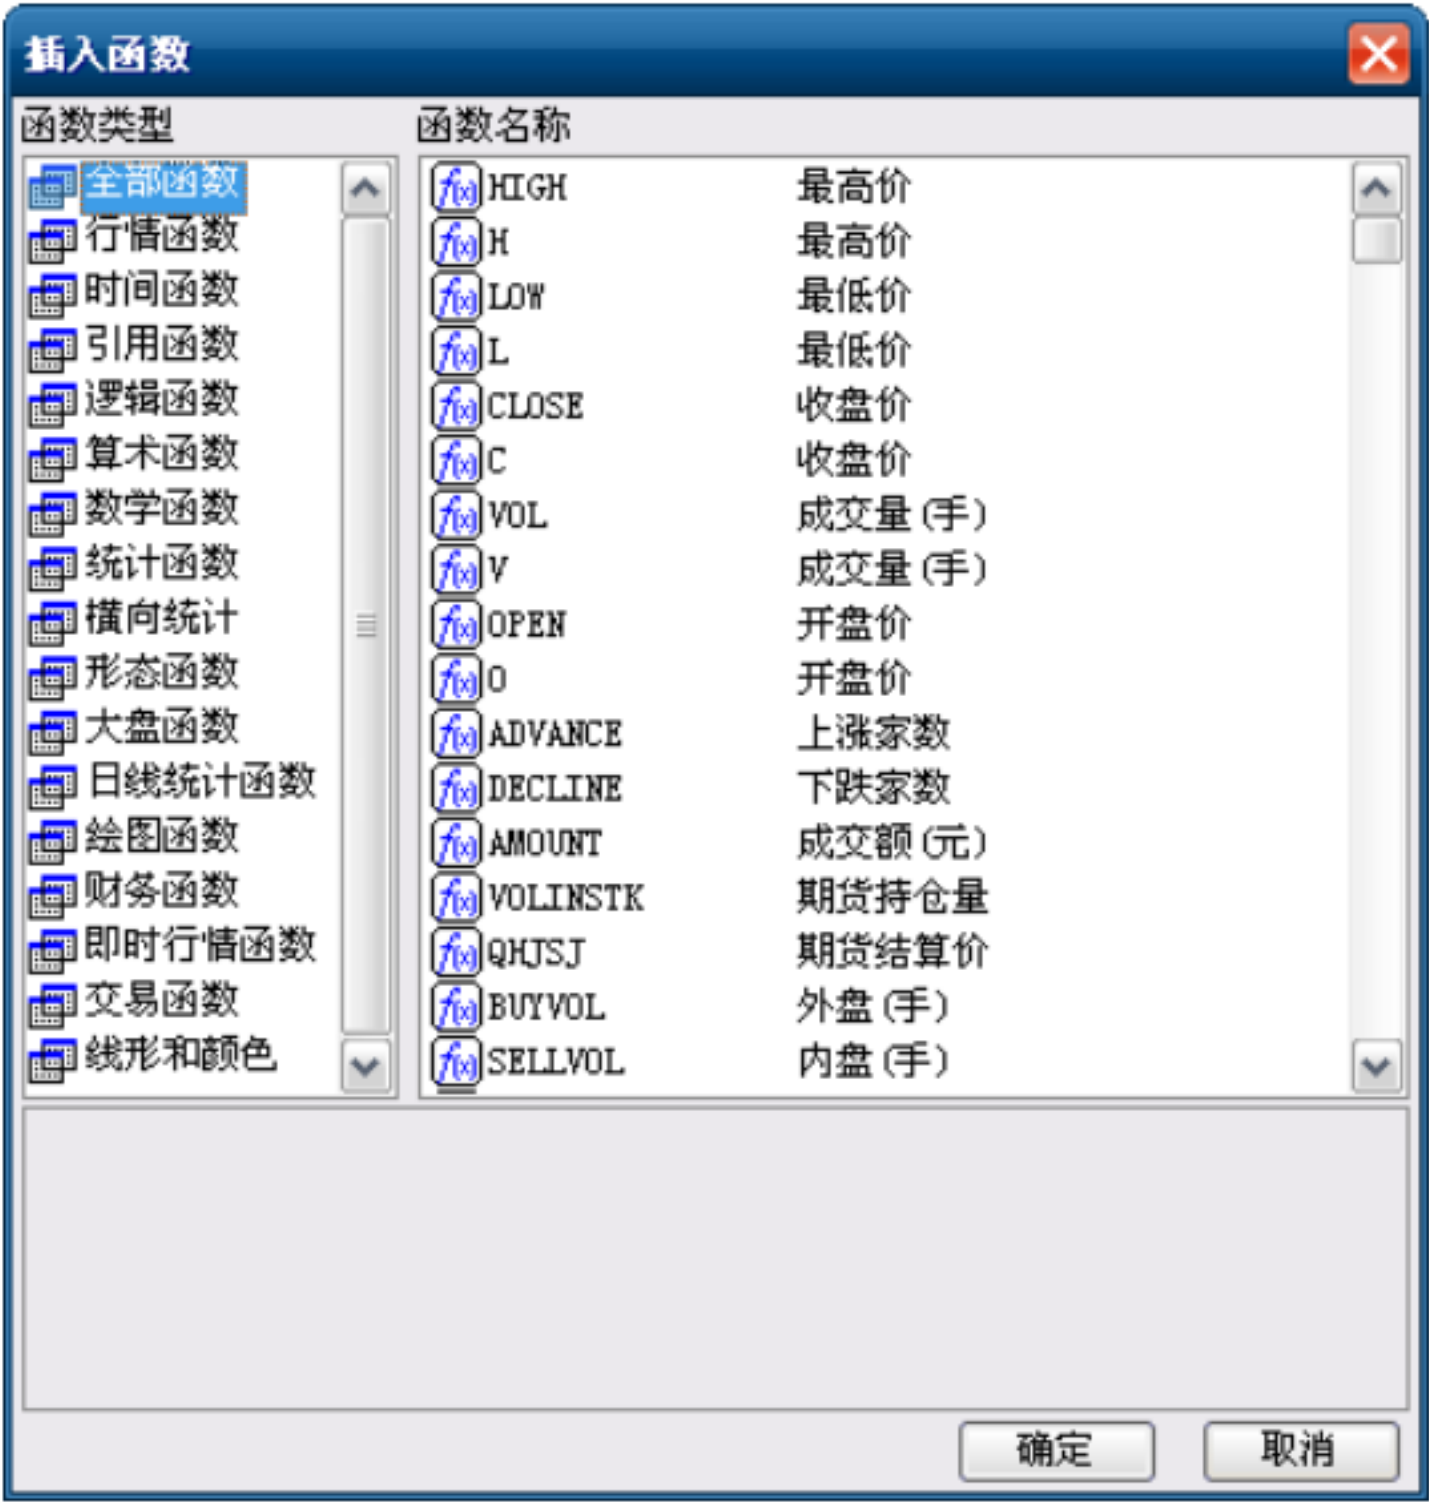 插入函数
函数类型
全部函数
行情函数
时间函数
引用函数
逻辑函数
算术函数
数学函数
统计函数
横向统计
形态函数
大盘函数
日线统计函数
绘图函数
财务函数
即时行情函数
交易函数
线形和颜色
函数名称
f(x) HIGH 最高价
f(x) H 最高价
f(x) LOW 最低价
f(x) L 最低价
f(x) CLOSE 收盘价
f(x) C 收盘价
f(x) VOL 成交量(手)
f(x) V 成交量(手)
f(x) OPEN 开盘价
f(x) O 开盘价
f(x) ADVANCE 上涨家数
f(x) DECLINE 下跌家数
f(x) AMOUNT 成交额(元)
f(x) VOLINSTK 期货持仓量
f(x) QHJSJ 期货结算价
f(x) BUYVOL 外盘(手)
f(x) SELLVOL 内盘(手)
确定 取消